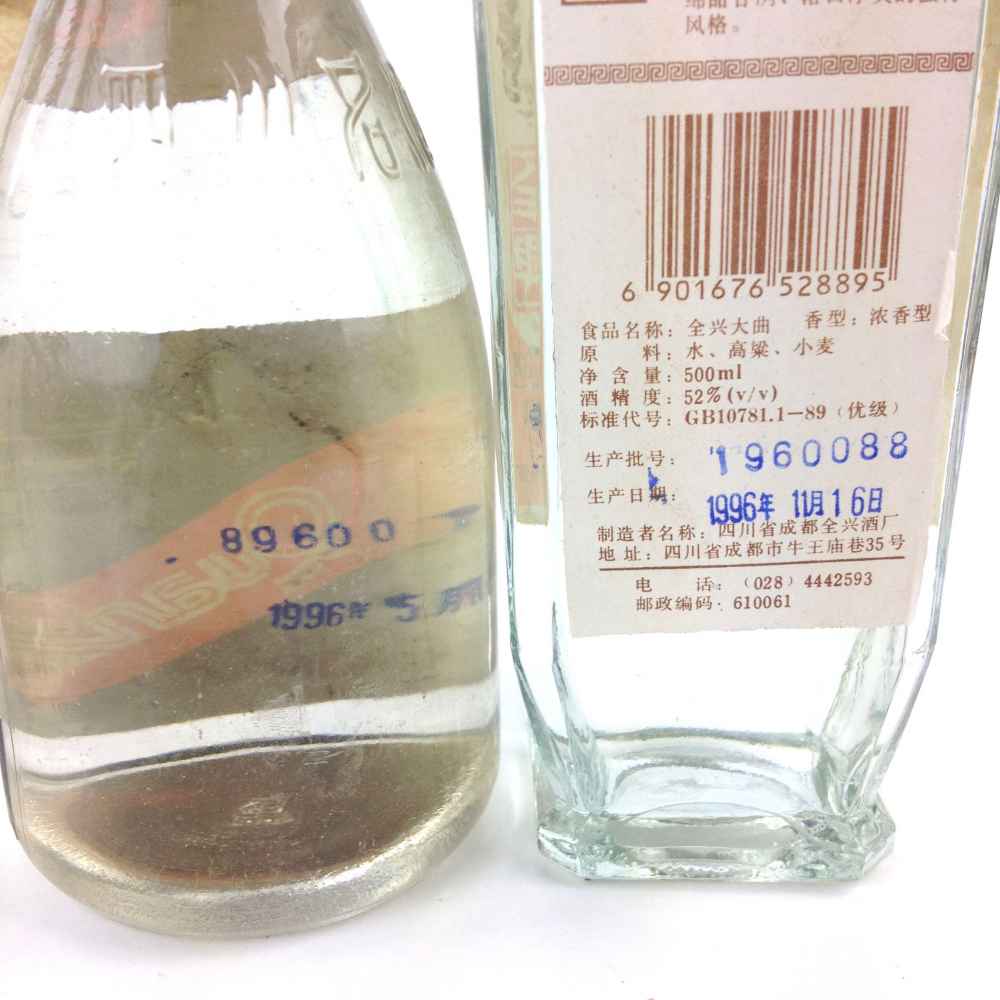 风格。
6 901676 528895
食品名称：全兴大曲 香型：浓香型
原 料：水、高粱、小麦
净 含 量：500ml
酒 精 度：52%(v/v)
标准代号：GB10781.1-89（优级）
生产批号：1960088
生产日期：1996年 11月16日
制造者名称：四川省成都全兴酒厂
地 址：四川省成都市牛王庙巷35号
电 话：（028）4442593
邮政编码：610061
89600
1996年 5月